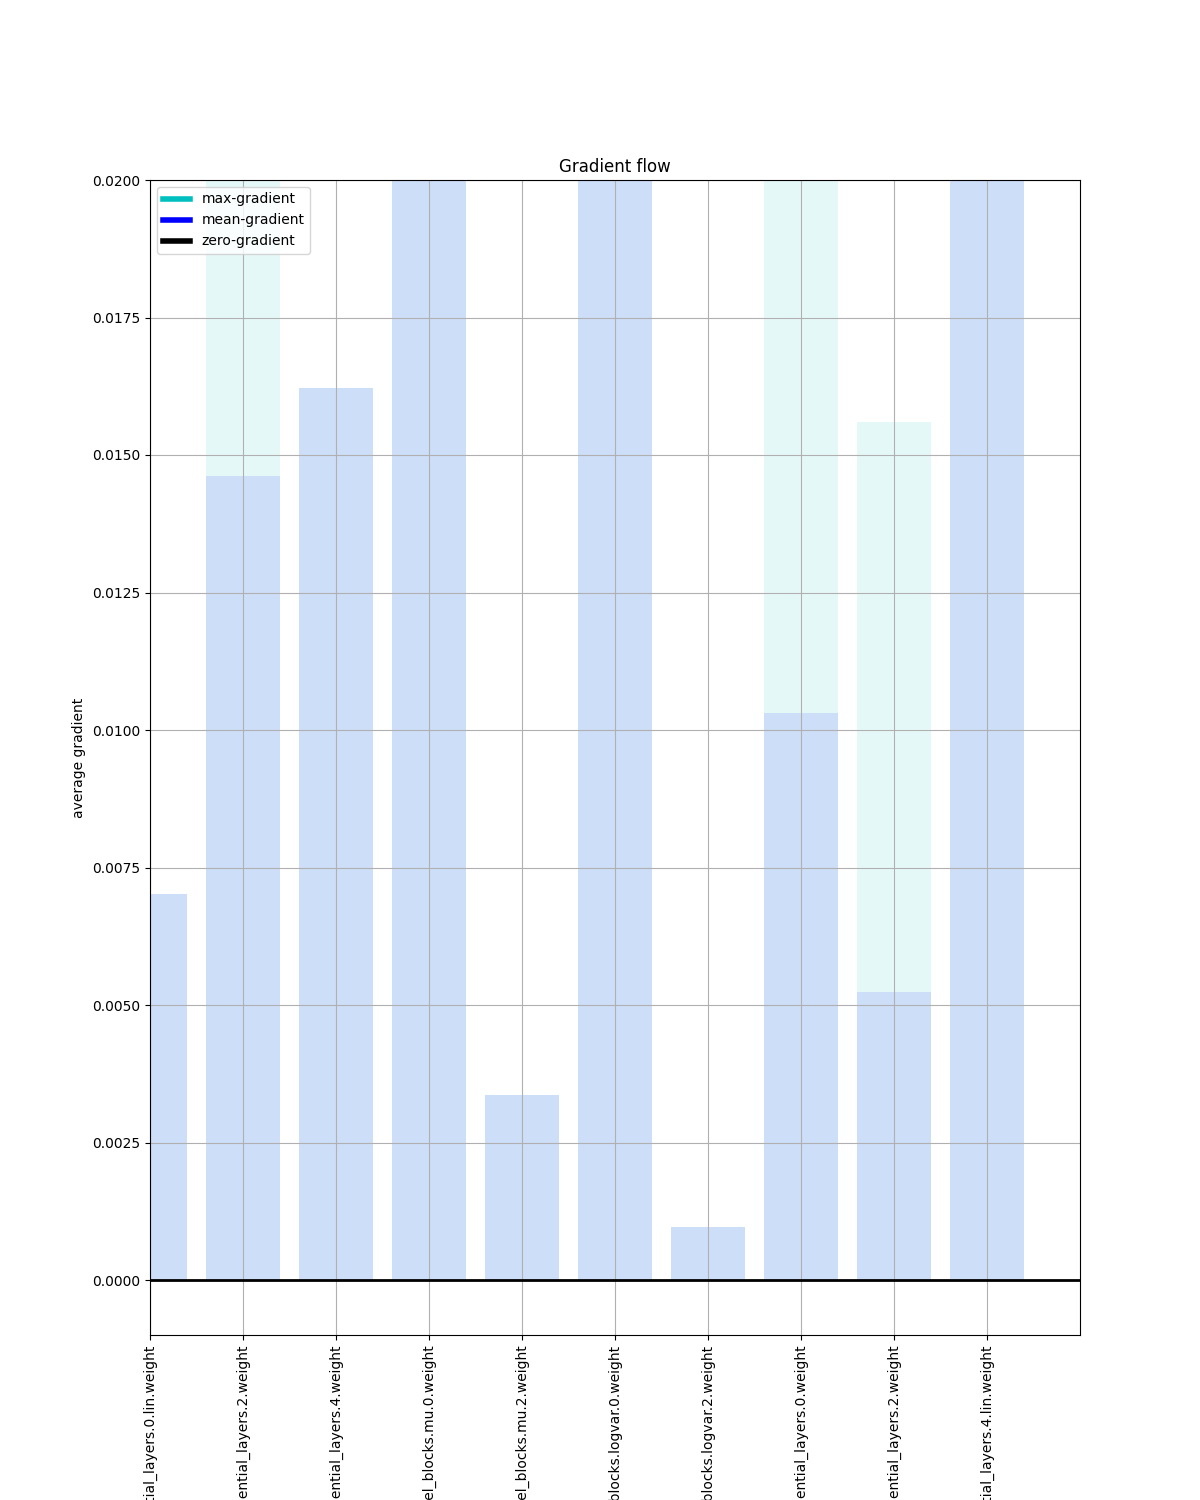 Gradient flow
max-gradient
mean-gradient
zero-gradient
average gradient
0.0200
0.0175
0.0150
0.0125
0.0100
0.0075
0.0050
0.0025
0.0000
tial_layers.0.lin.weight
ential_layers.2.weight
ential_layers.4.weight
el_blocks.mu.0.weight
el_blocks.mu.2.weight
blocks.logvar.0.weight
blocks.logvar.2.weight
ential_layers.0.weight
ential_layers.2.weight
tial_layers.4.lin.weight